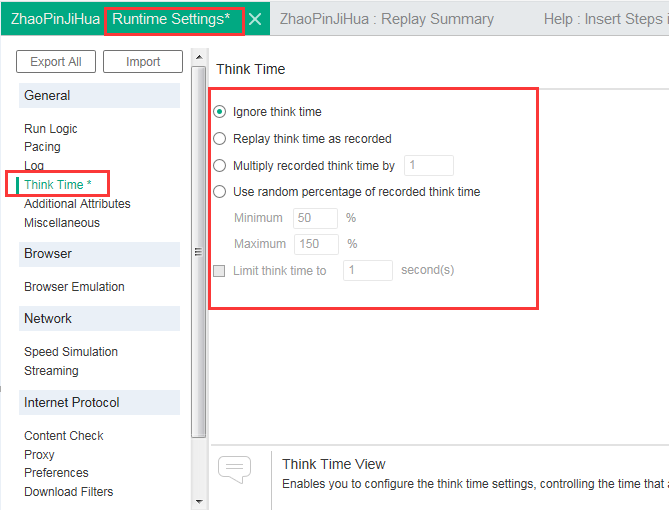 ZhaoPinJiHua Runtime Settings* ZhaoPinJiHua : Replay Summary Help : Insert Steps i
Export All Import
General
Run Logic
Pacing
Log
Think Time *
Additional Attributes
Miscellaneous
Browser
Browser Emulation
Network
Speed Simulation
Streaming
Internet Protocol
Content Check
Proxy
Preferences
Download Filters
Think Time
Ignore think time
Replay think time as recorded
Multiply recorded think time by 1
Use random percentage of recorded think time
Minimum 50 %
Maximum 150 %
Limit think time to 1 second(s)
Think Time View
Enables you to configure the think time settings, controlling the time that a